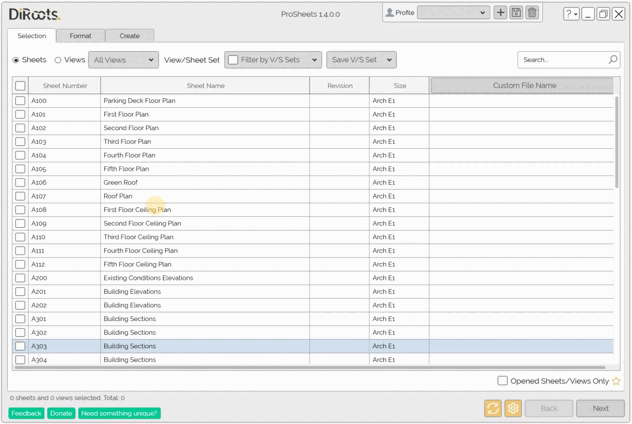 DiRoots.
ProSheets 1.4.0.0
Profile
?
Selection Format Create
Sheets Views All Views View/Sheet Set Filter by V/S Sets Save V/S Set Search...
Sheet Number Sheet Name Revision Size Custom File Name
A100 Parking Deck Floor Plan Arch E1
A101 First Floor Plan Arch E1
A102 Second Floor Plan Arch E1
A103 Third Floor Plan Arch E1
A104 Fourth Floor Plan Arch E1
A105 Fifth Floor Plan Arch E1
A106 Green Roof Arch E1
A107 Roof Plan Arch E1
A108 First Floor Ceiling Plan Arch E1
A109 Second Floor Ceiling Plan Arch E1
A110 Third Floor Ceiling Plan Arch E1
A111 Fourth Floor Ceiling Plan Arch E1
A112 Fifth Floor Ceiling Plan Arch E1
A200 Existing Conditions Elevations Arch E1
A201 Building Elevations Arch E1
A202 Building Elevations Arch E1
A301 Building Sections Arch E1
A302 Building Sections Arch E1
A303 Building Sections Arch E1
A304 Building Sections Arch E1
Opened Sheets/Views Only
0 sheets and 0 views selected. Total: 0
Feedback Donate Need something unique? Back Next